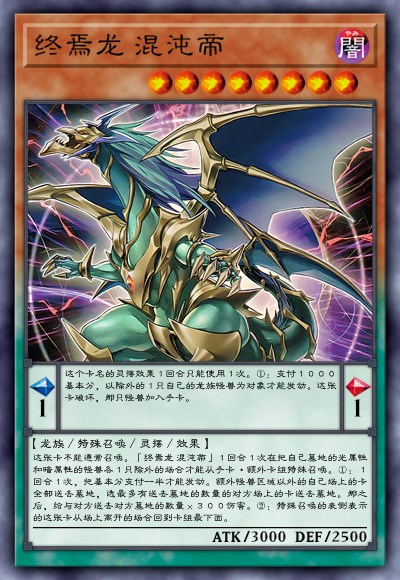 终焉龙 混沌帝
やみ
闇
这个卡名的灵摆效果1回合只能使用1次。①：支付1000
基本分，以除外的1只自己的龙族怪兽为对象才能发动。这张
卡破坏，那只怪兽加入手卡。
1
1
【龙族／特殊召唤／灵摆／效果】
这张卡不能通常召唤。「终焉龙 混沌帝」1回合1次在把自己墓地的光属性
和暗属性的怪兽各1只除外的场合才能从手卡·额外卡组特殊召唤。①：1
回合1次，把基本分支付一半才能发动。额外怪兽区域以外的自己场上的卡
全部送去墓地，选最多有送去墓地的数量的对方场上的卡送去墓地。那之
后，给与对方送去对方墓地的数量×300伤害。②：特殊召唤的表侧表示
的这张卡从场上离开的场合回到卡组最下面。
ATK/3000 DEF/2500